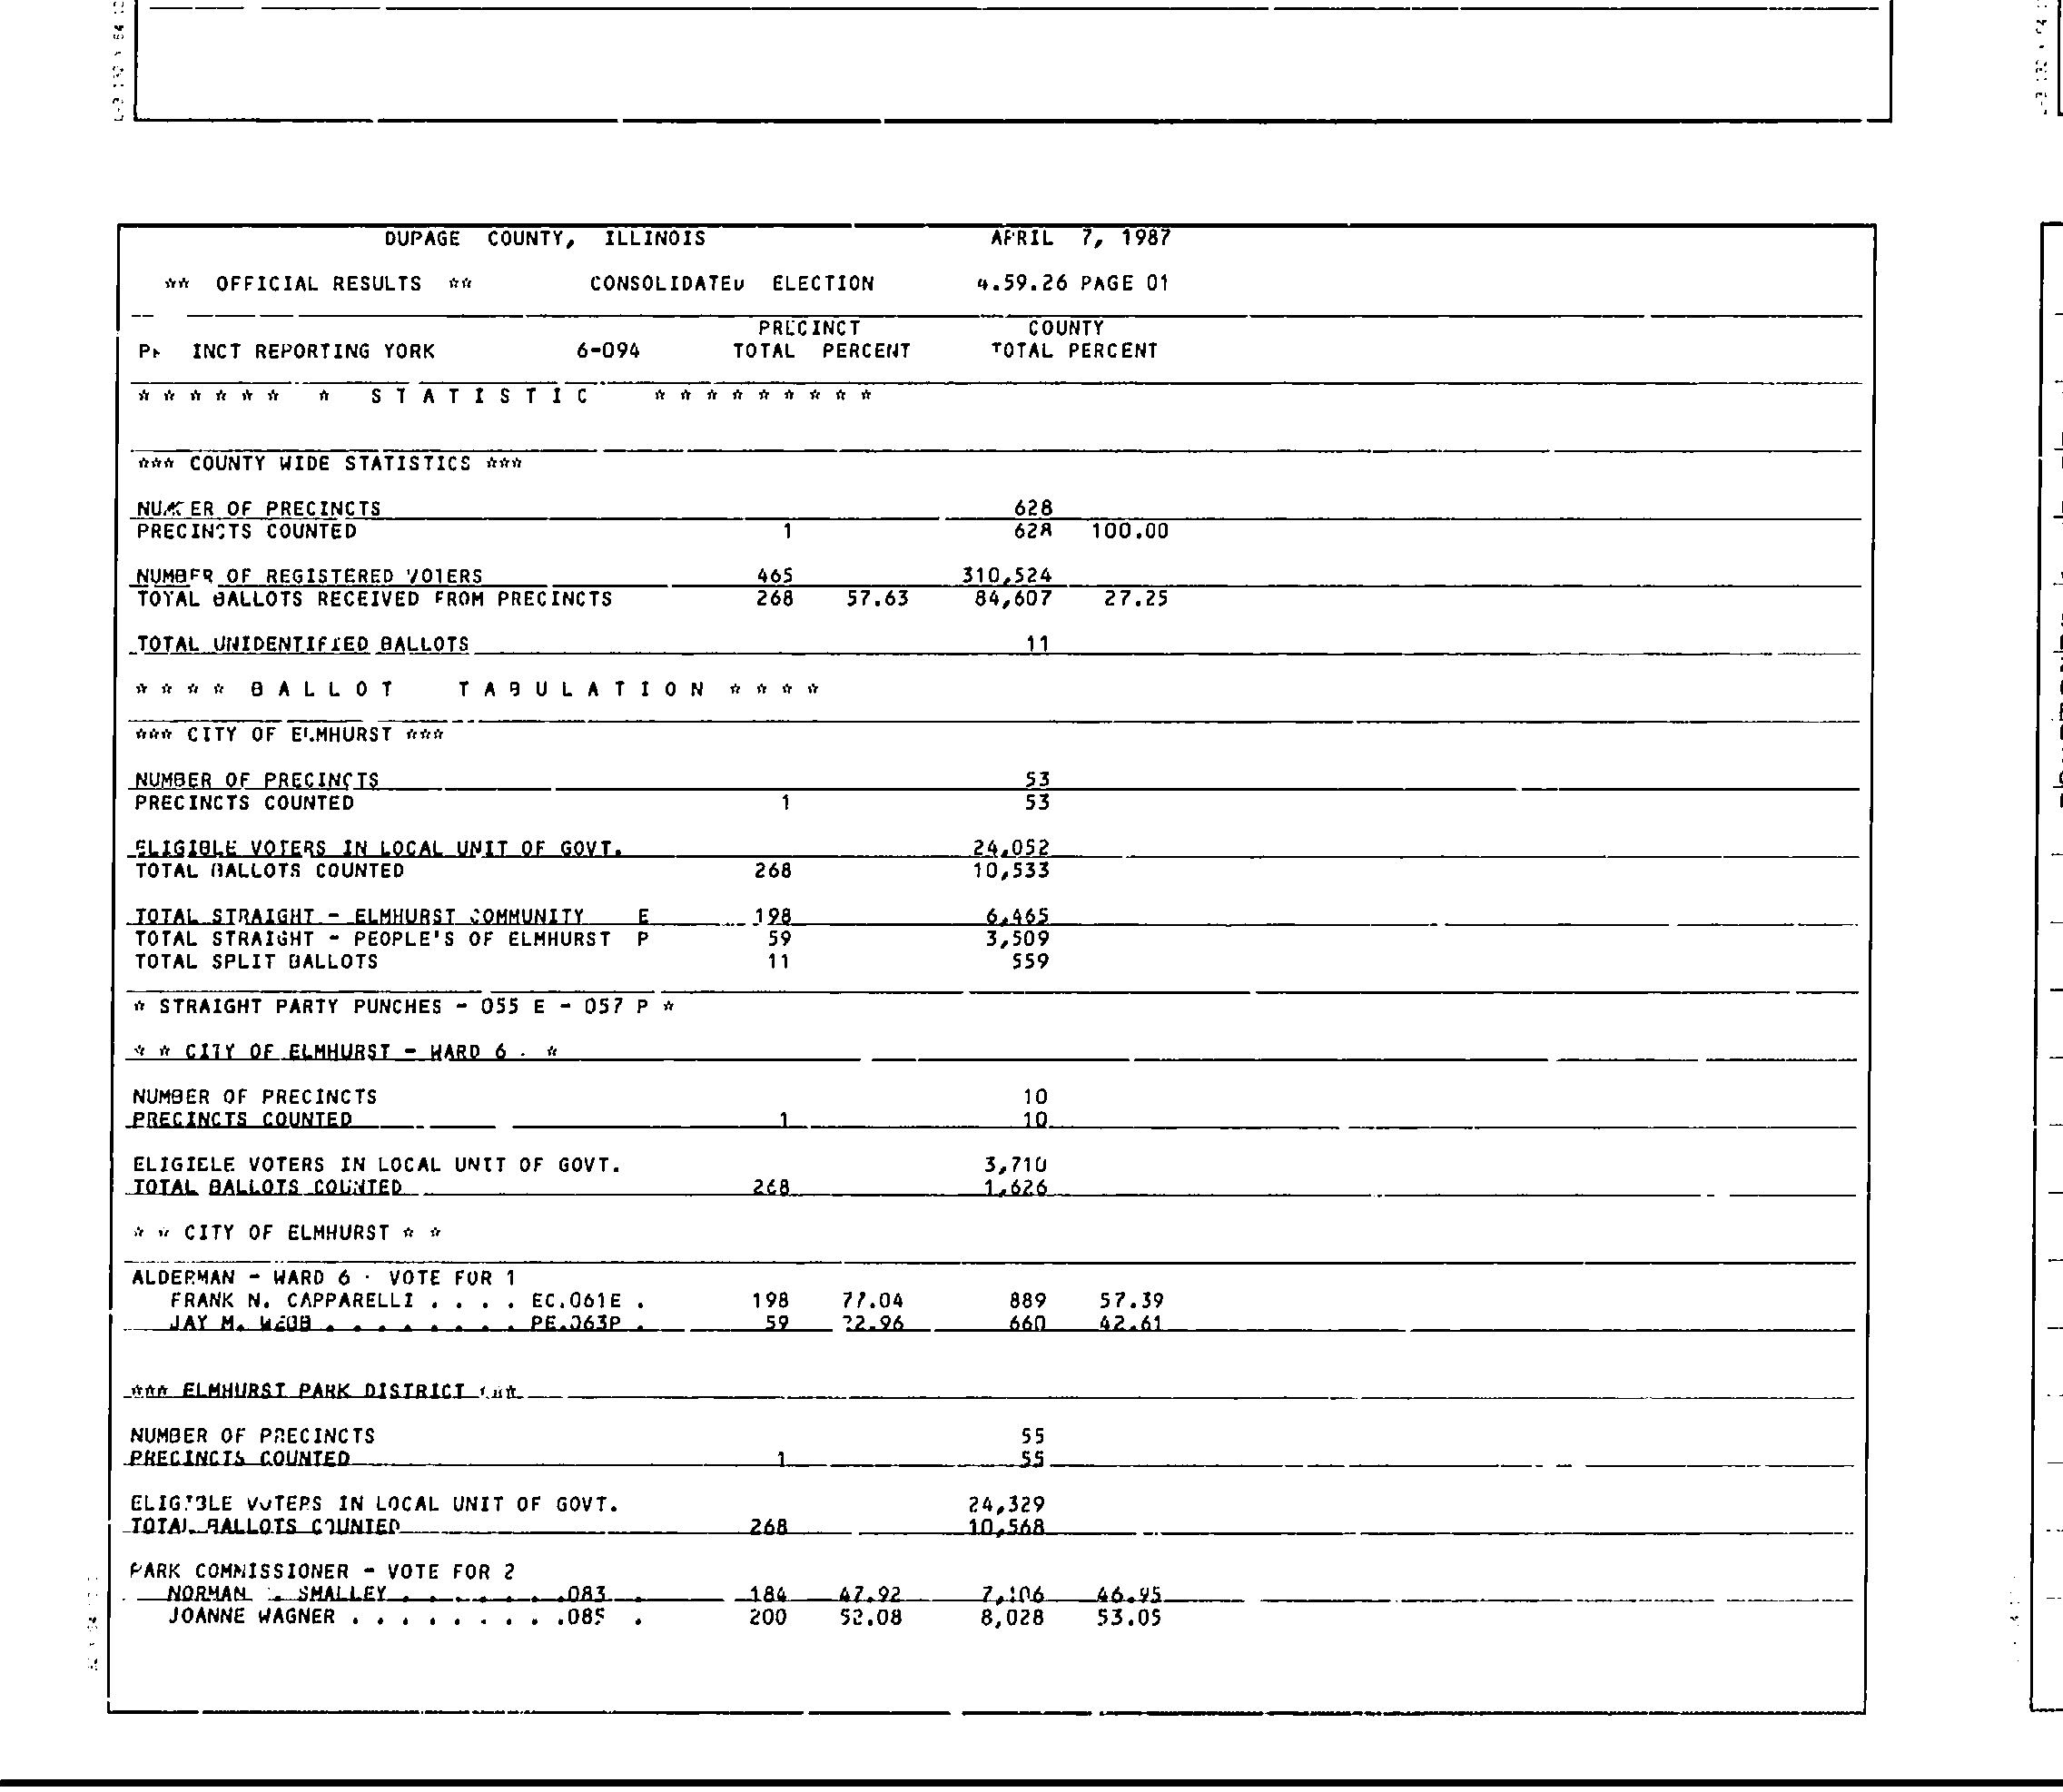 DUPAGE COUNTY, ILLINOIS APRIL 7, 1987
** OFFICIAL RESULTS ** CONSOLIDATED ELECTION 4.59.26 PAGE 01
PRECINCT COUNTY
INCT REPORTING YORK 6-094 TOTAL PERCENT TOTAL PERCENT
* * * * * * * S T A T I S T I C * * * * * * * * *
*** COUNTY WIDE STATISTICS ***
NUMBER OF PRECINCTS 628
PRECINCTS COUNTED 1 628 100.00
NUMBER OF REGISTERED VOTERS 465 310,524
TOTAL BALLOTS RECEIVED FROM PRECINCTS 268 57.63 84,607 27.25
TOTAL UNIDENTIFIED BALLOTS 11
* * * * B A L L O T T A B U L A T I O N * * * *
*** CITY OF ELMHURST ***
NUMBER OF PRECINCTS 53
PRECINCTS COUNTED 1 53
ELIGIBLE VOTERS IN LOCAL UNIT OF GOVT. 24,052
TOTAL BALLOTS COUNTED 268 10,533
TOTAL STRAIGHT - ELMHURST COMMUNITY E 198 6,465
TOTAL STRAIGHT - PEOPLE'S OF ELMHURST P 59 3,509
TOTAL SPLIT BALLOTS 11 559
* STRAIGHT PARTY PUNCHES - 055 E - 057 P *
* * CITY OF ELMHURST - WARD 6 * *
NUMBER OF PRECINCTS 10
PRECINCTS COUNTED 1 10
ELIGIBLE VOTERS IN LOCAL UNIT OF GOVT. 3,710
TOTAL BALLOTS COUNTED 268 1,626
* * CITY OF ELMHURST * *
ALDERMAN - WARD 6 - VOTE FOR 1
FRANK N. CAPPARELLI . . . . EC.061E . 198 77.04 889 57.39
JAY M. WEBB . . . . . . . . PE.063P . 59 22.96 660 42.61
*** ELMHURST PARK DISTRICT ***
NUMBER OF PRECINCTS 55
PRECINCTS COUNTED 1 55
ELIGIBLE VOTERS IN LOCAL UNIT OF GOVT. 24,329
TOTAL BALLOTS COUNTED 268 10,568
PARK COMMISSIONER - VOTE FOR 2
NORMAN SMALLEY . . . . . . .083 . 184 47.92 7,106 46.95
JOANNE WAGNER . . . . . . . . .085 . 200 52.08 8,028 53.05